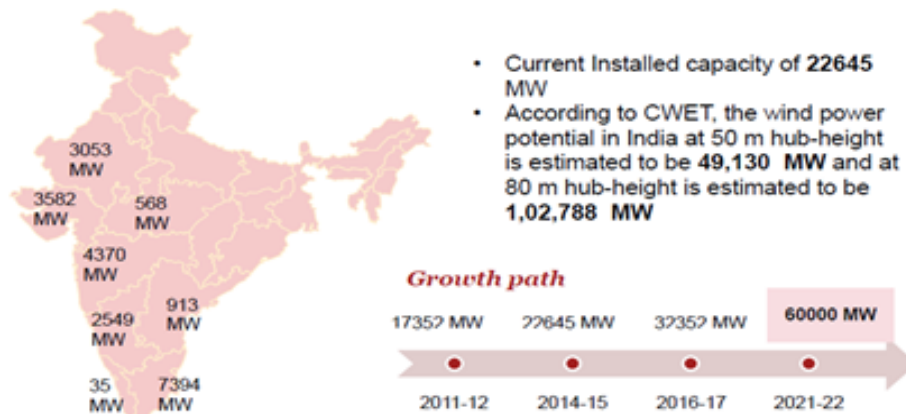 • Current Installed capacity of 22645
MW
• According to CWET, the wind power
potential in India at 50 m hub-height
is estimated to be 49,130 MW and at
80 m hub-height is estimated to be
1,02,788 MW
3053
MW
3582
MW
568
MW
4370
MW
913
MW
2549
MW
35
MW
7394
MW
Growth path
17352 MW 22645 MW 32352 MW 60000 MW
2011-12 2014-15 2016-17 2021-22